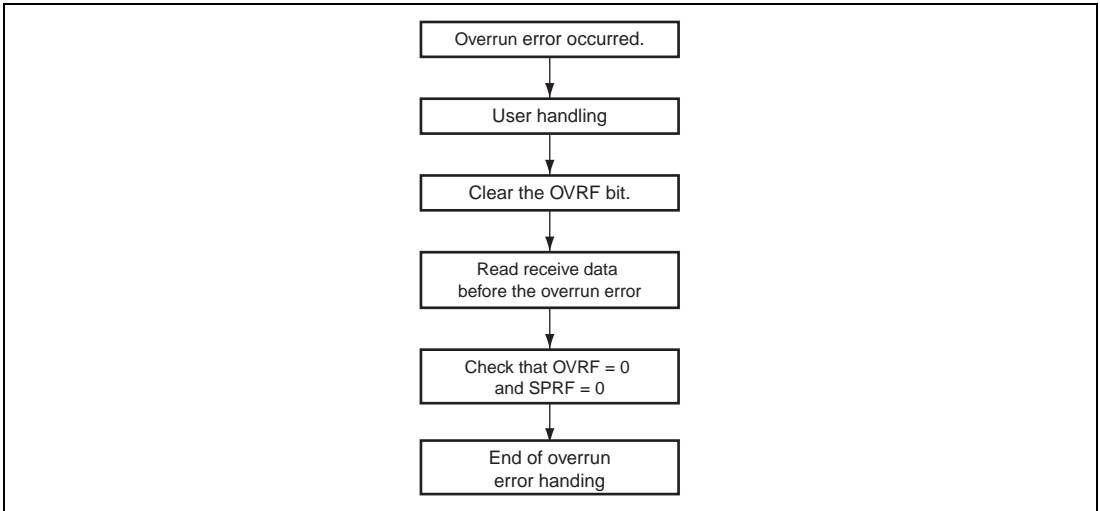 Overrun error occurred.
User handling
Clear the OVRF bit.
Read receive data
before the overrun error
Check that OVRF = 0
and SPRF = 0
End of overrun
error handing